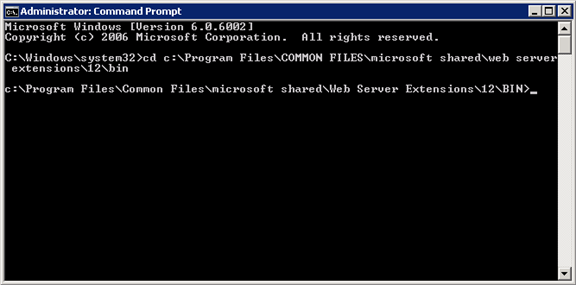 Administrator: Command Prompt
Microsoft Windows [Version 6.0.6002]
Copyright (c) 2006 Microsoft Corporation.  All rights reserved.
C:\Windows\system32>cd c:\Program Files\COMMON FILES\microsoft shared\web server
 extensions\12\bin
c:\Program Files\Common Files\microsoft shared\Web Server Extensions\12\BIN>_